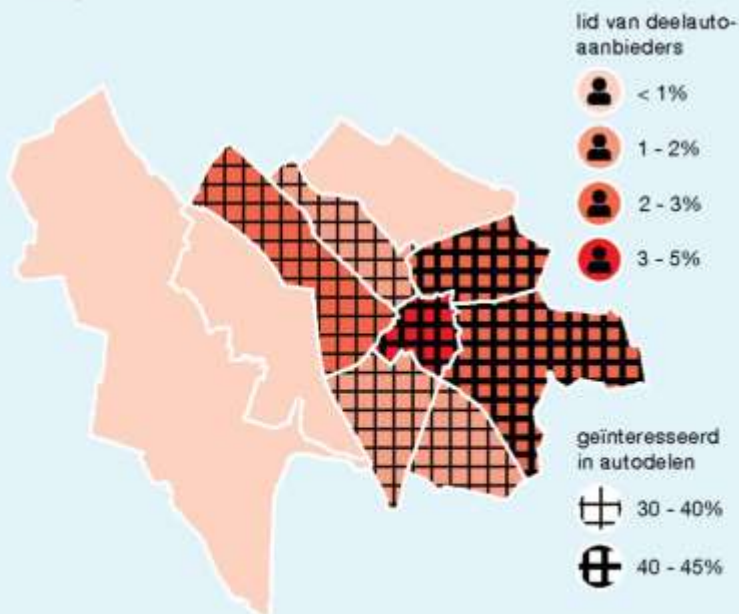 lid van deelauto-
aanbieders
< 1%
1 - 2%
2 - 3%
3 - 5%
geïnteresseerd
in autodelen
30 - 40%
40 - 45%